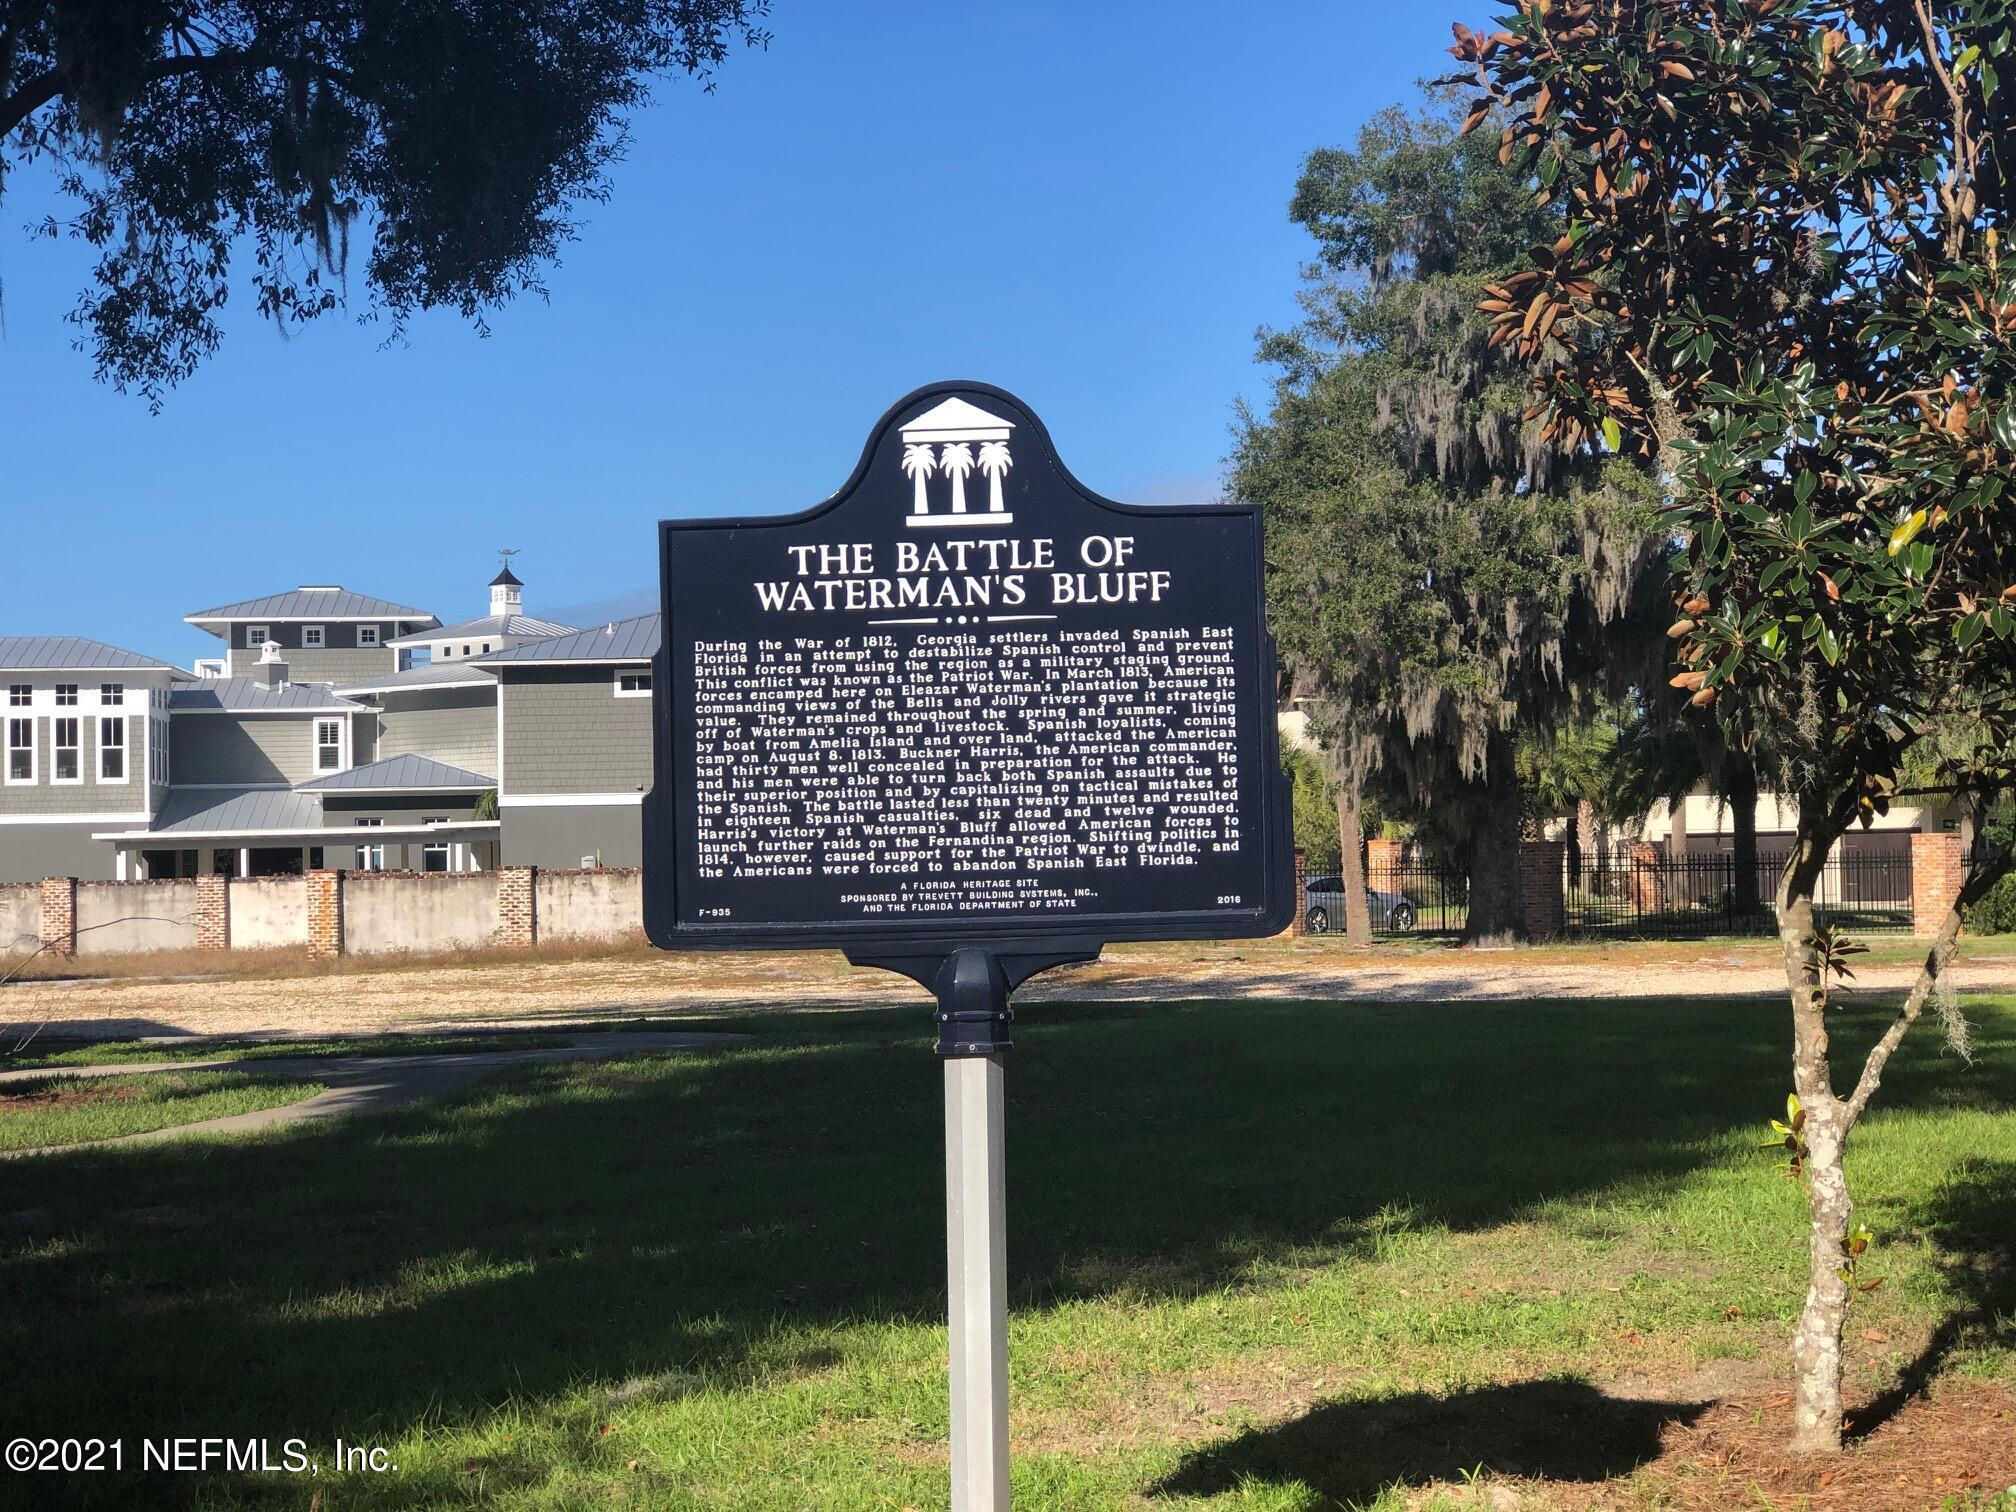 THE BATTLE OF
WATERMAN'S BLUFF
During the War of 1812, Georgia settlers invaded Spanish East
Florida in an attempt to destabilize Spanish control and prevent
British forces from using the region as a military staging ground.
This conflict was known as the Patriot War. In March 1813, American
forces encamped here on Eleazar Waterman's plantation because its
commanding views of the Bells and Jolly rivers gave it strategic
value. They remained throughout the spring and summer, living
off of Waterman's crops and livestock. Spanish loyalists, coming
by boat from Amelia Island and over land, attacked the American
camp on August 8, 1813. Buckner Harris, the American commander,
had thirty men well concealed in preparation for the attack. He
and his men were able to turn back both Spanish assaults due to
their superior position and by capitalizing on tactical mistakes of
the Spanish. The battle lasted less than twenty minutes and resulted
in eighteen Spanish casualties, six dead and twelve wounded.
Harris's victory at Waterman's Bluff allowed American forces to
launch further raids on the Fernandina region. Shifting politics in
1814, however, caused support for the Patriot War to dwindle, and
the Americans were forced to abandon Spanish East Florida.
A FLORIDA HERITAGE SITE
SPONSORED BY TREVETT BUILDING SYSTEMS, INC.,
AND THE FLORIDA DEPARTMENT OF STATE
F-935 2016
©2021 NEFMLS, Inc.